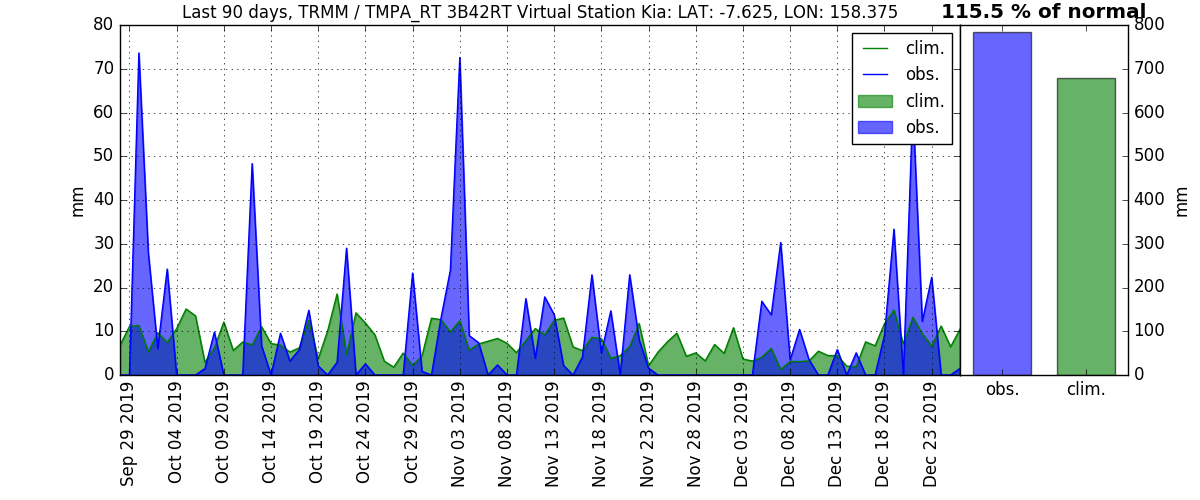 Last 90 days, TRMM / TMPA_RT 3B42RT Virtual Station Kia: LAT: -7.625, LON: 158.375
115.5 % of normal
mm
80
70
60
50
40
30
20
10
0
clim.
obs.
clim.
obs.
Sep 29 2019
Oct 04 2019
Oct 09 2019
Oct 14 2019
Oct 19 2019
Oct 24 2019
Oct 29 2019
Nov 03 2019
Nov 08 2019
Nov 13 2019
Nov 18 2019
Nov 23 2019
Nov 28 2019
Dec 03 2019
Dec 08 2019
Dec 13 2019
Dec 18 2019
Dec 23 2019
800
700
600
500
400
300
200
100
0
mm
obs.
clim.